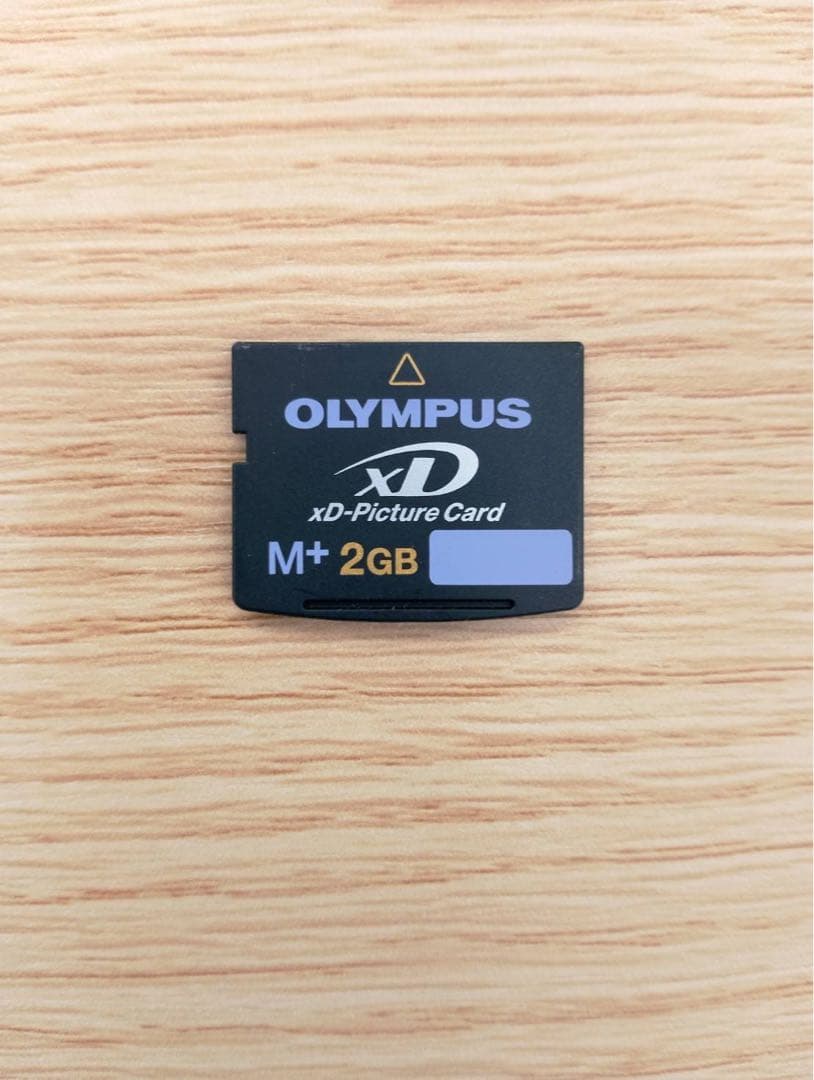 OLYMPUS
xD
xD-Picture Card
M+ 2GB